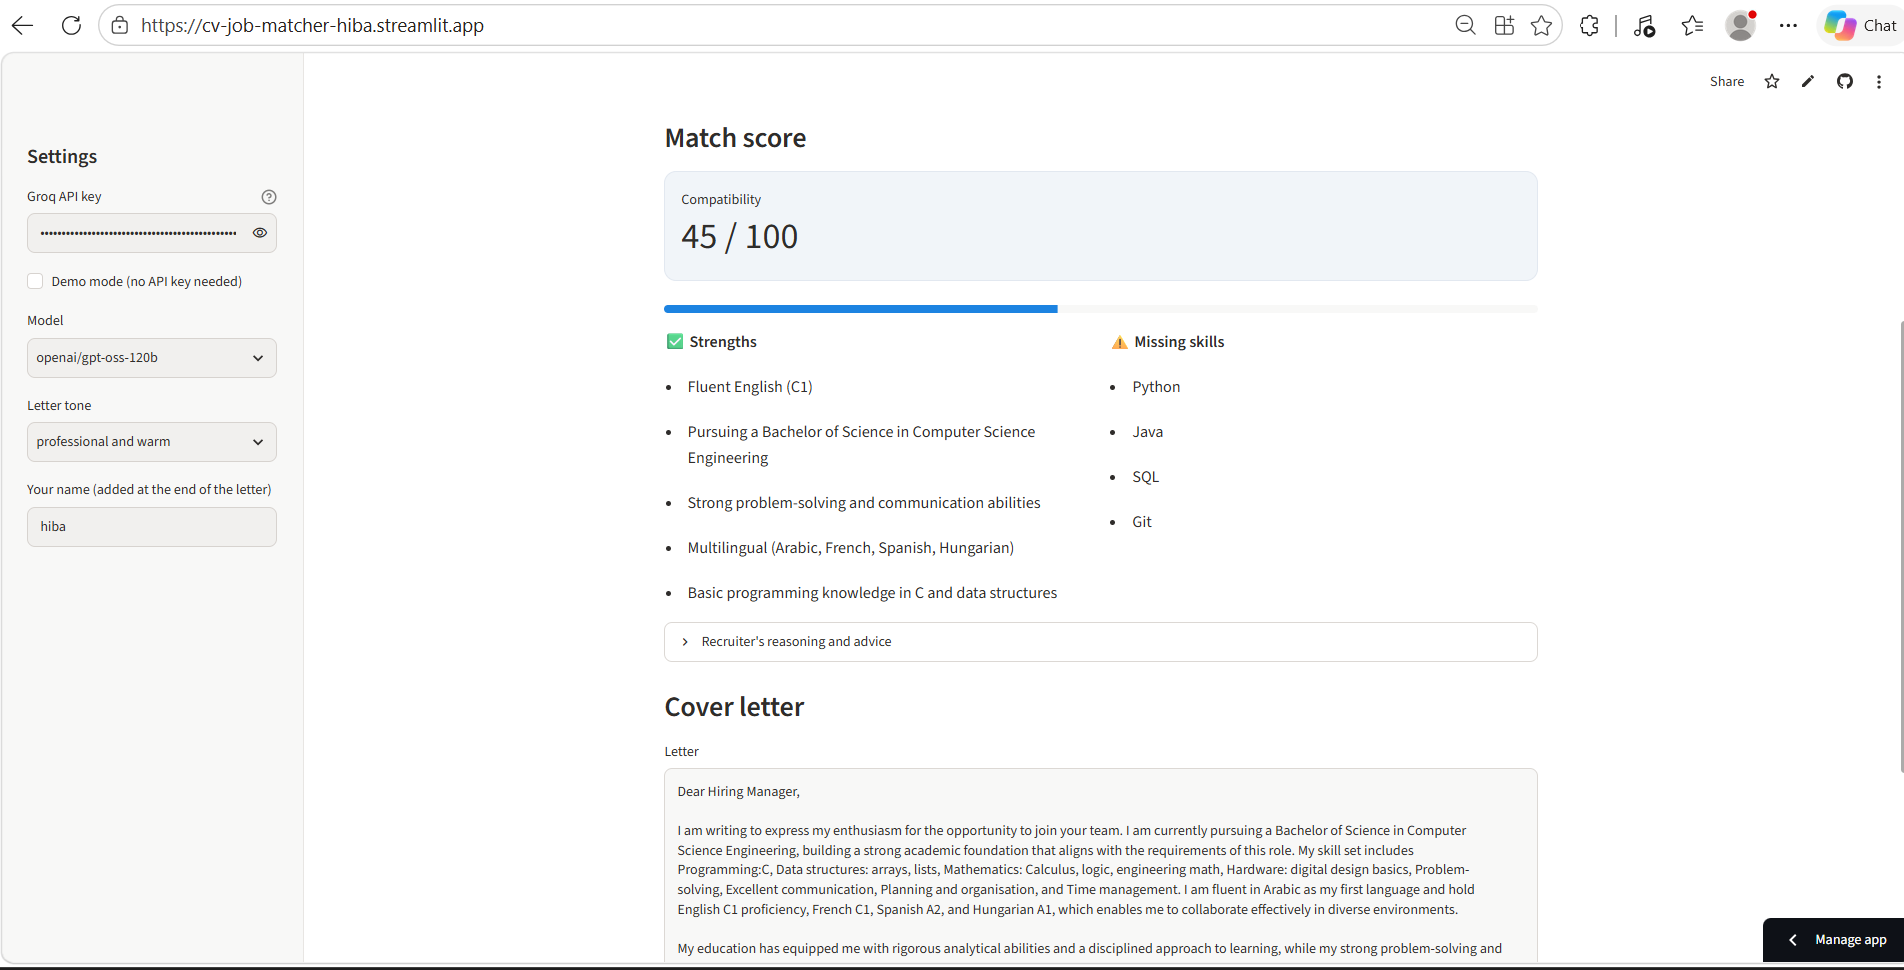 https://cv-job-matcher-hiba.streamlit.app
Chat
Share
Settings
Groq API key
Demo mode (no API key needed)
Model
openai/gpt-oss-120b
Letter tone
professional and warm
Your name (added at the end of the letter)
hiba
Match score
Compatibility
45 / 100
Strengths
Fluent English (C1)
Pursuing a Bachelor of Science in Computer Science
Engineering
Strong problem-solving and communication abilities
Multilingual (Arabic, French, Spanish, Hungarian)
Basic programming knowledge in C and data structures
Missing skills
Python
Java
SQL
Git
Recruiter's reasoning and advice
Cover letter
Letter
Dear Hiring Manager,
I am writing to express my enthusiasm for the opportunity to join your team. I am currently pursuing a Bachelor of Science in Computer
Science Engineering, building a strong academic foundation that aligns with the requirements of this role. My skill set includes
Programming:C, Data structures: arrays, lists, Mathematics: Calculus, logic, engineering math, Hardware: digital design basics, Problem-
solving, Excellent communication, Planning and organisation, and Time management. I am fluent in Arabic as my first language and hold
English C1 proficiency, French C1, Spanish A2, and Hungarian A1, which enables me to collaborate effectively in diverse environments.
My education has equipped me with rigorous analytical abilities and a disciplined approach to learning, while my strong problem-solving and
Manage app